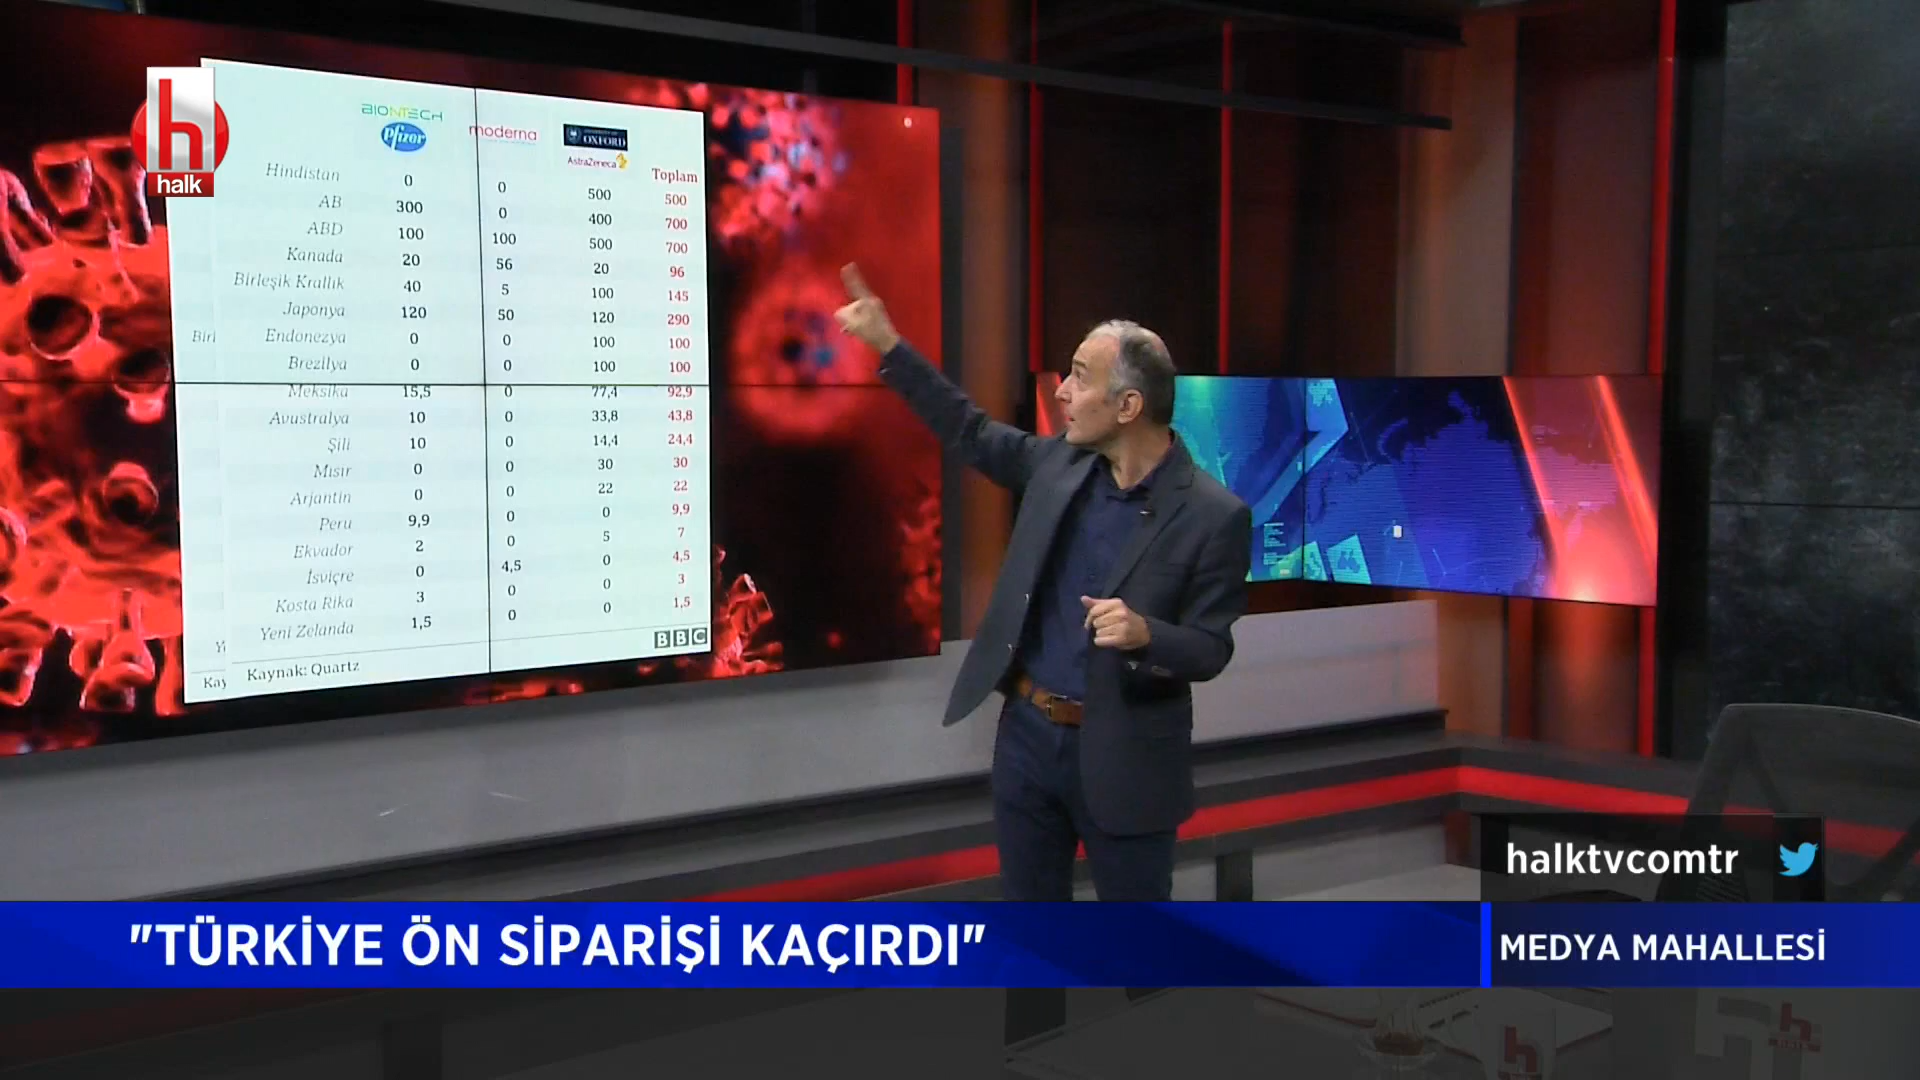 h
halk
BIONTECH
Pfizer
moderna
UNIVERSITY OF
OXFORD
AstraZeneca
Toplam
Hindistan 0 0 500 500
AB 300 0 400 700
ABD 100 100 500 700
Kanada 20 56 20 96
Birleşik Krallık 40 5 100 145
Japonya 120 50 120 290
Endonezya 0 0 100 100
Brezilya 0 0 100 100
Meksika 15,5 0 77,4 92,9
Avustralya 10 0 33,8 43,8
Şili 10 0 14,4 24,4
Mısır 0 0 30 30
Arjantin 0 0 22 22
Peru 9,9 0 0 9,9
Ekvador 2 0 5 7
İsviçre 0 4,5 0 4,5
Kosta Rika 3 0 0 3
Yeni Zelanda 1,5 0 0 1,5
Kaynak: Quartz
BBC
Birl
Y
Kay
halktvcomtr
"TÜRKİYE ÖN SİPARİŞİ KAÇIRDI"
MEDYA MAHALLESİ